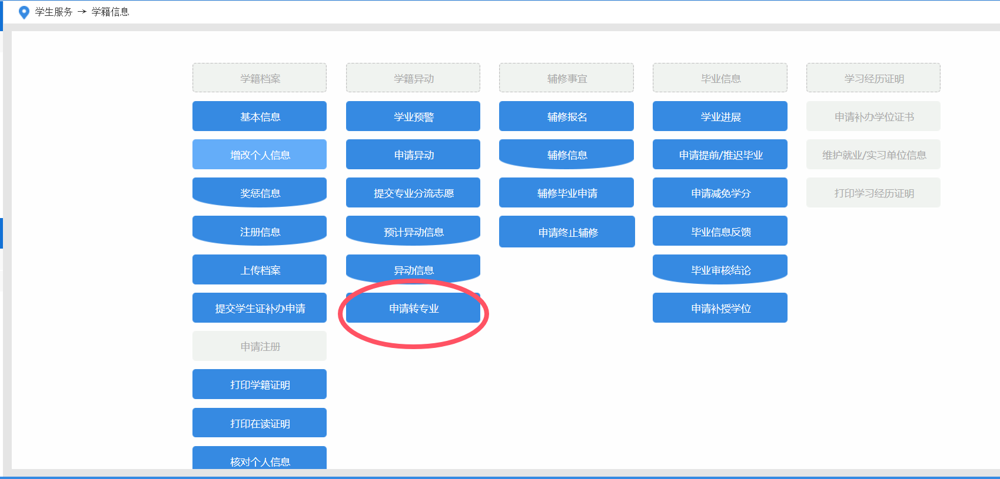 学生服务 → 学籍信息
学籍档案
基本信息
增改个人信息
奖惩信息
注册信息
上传档案
提交学生证补办申请
申请注册
打印学籍证明
打印在读证明
核对个人信息
学籍异动
学业预警
申请异动
提交专业分流志愿
预计异动信息
异动信息
申请转专业
辅修事宜
辅修报名
辅修信息
辅修毕业申请
申请终止辅修
毕业信息
学业进展
申请提前/推迟毕业
申请减免学分
毕业信息反馈
毕业审核结论
申请补授学位
学习经历证明
申请补办学位证书
维护就业/实习单位信息
打印学习经历证明